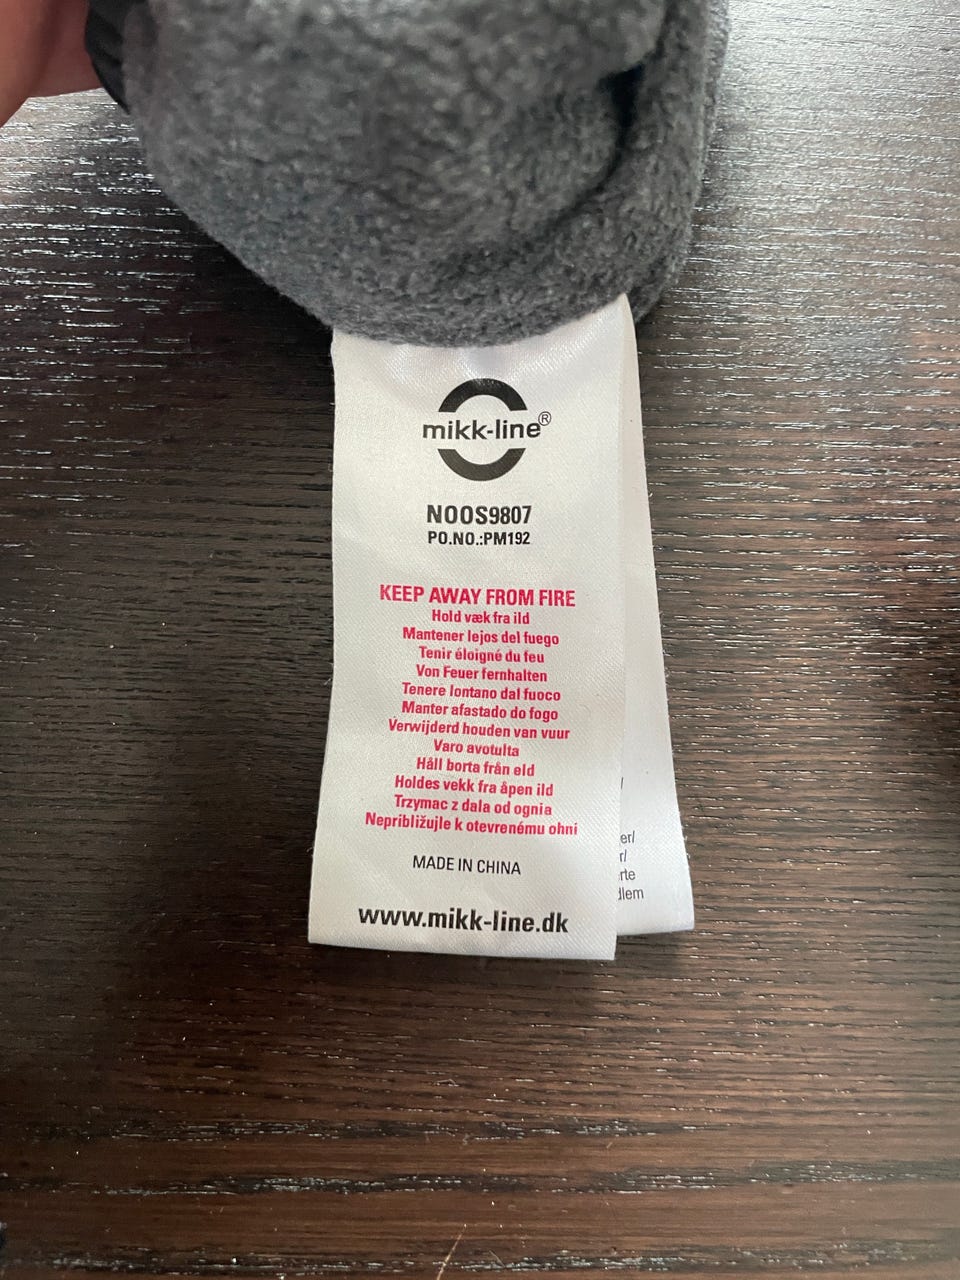 mikk-line®
NOOS9807
PO.NO.:PM192
KEEP AWAY FROM FIRE
Hold væk fra ild
Mantener lejos del fuego
Tenir éloigné du feu
Von Feuer fernhalten
Tenere lontano dal fuoco
Manter afastado do fogo
Verwijderd houden van vuur
Varo avotulta
Håll borta från eld
Holdes vekk fra åpen ild
Trzymac z dala od ognia
Nepribližujle k otevrenému ohni
MADE IN CHINA
www.mikk-line.dk